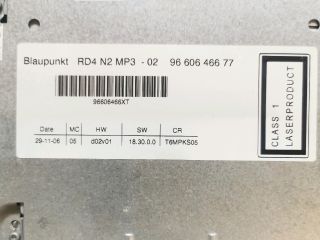 Blaupunkt RD4 N2 MP3 - 02 96 606 466 77
96606466XT
Date MC HW SW CR
29-11-06 05 d02v01 18.30.0.0 T6MPKS05
CLASS 1
LASERPRODUCT